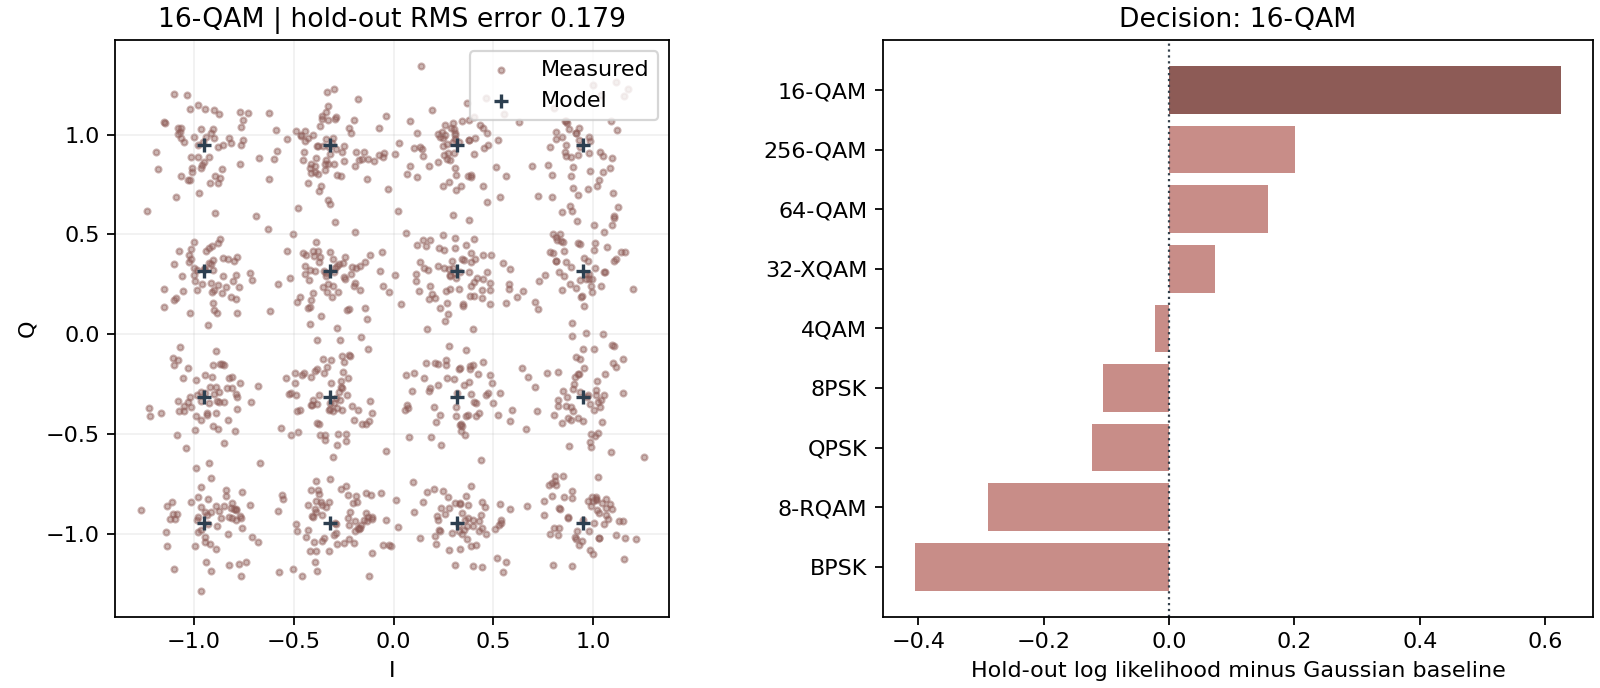 16-QAM | hold-out RMS error 0.179
Measured
Model
1.0
0.5
0.0
−0.5
−1.0
Q
−1.0
−0.5
0.0
0.5
1.0
I
Decision: 16-QAM
16-QAM
256-QAM
64-QAM
32-XQAM
4QAM
8PSK
QPSK
8-RQAM
BPSK
−0.4
−0.2
0.0
0.2
0.4
0.6
Hold-out log likelihood minus Gaussian baseline